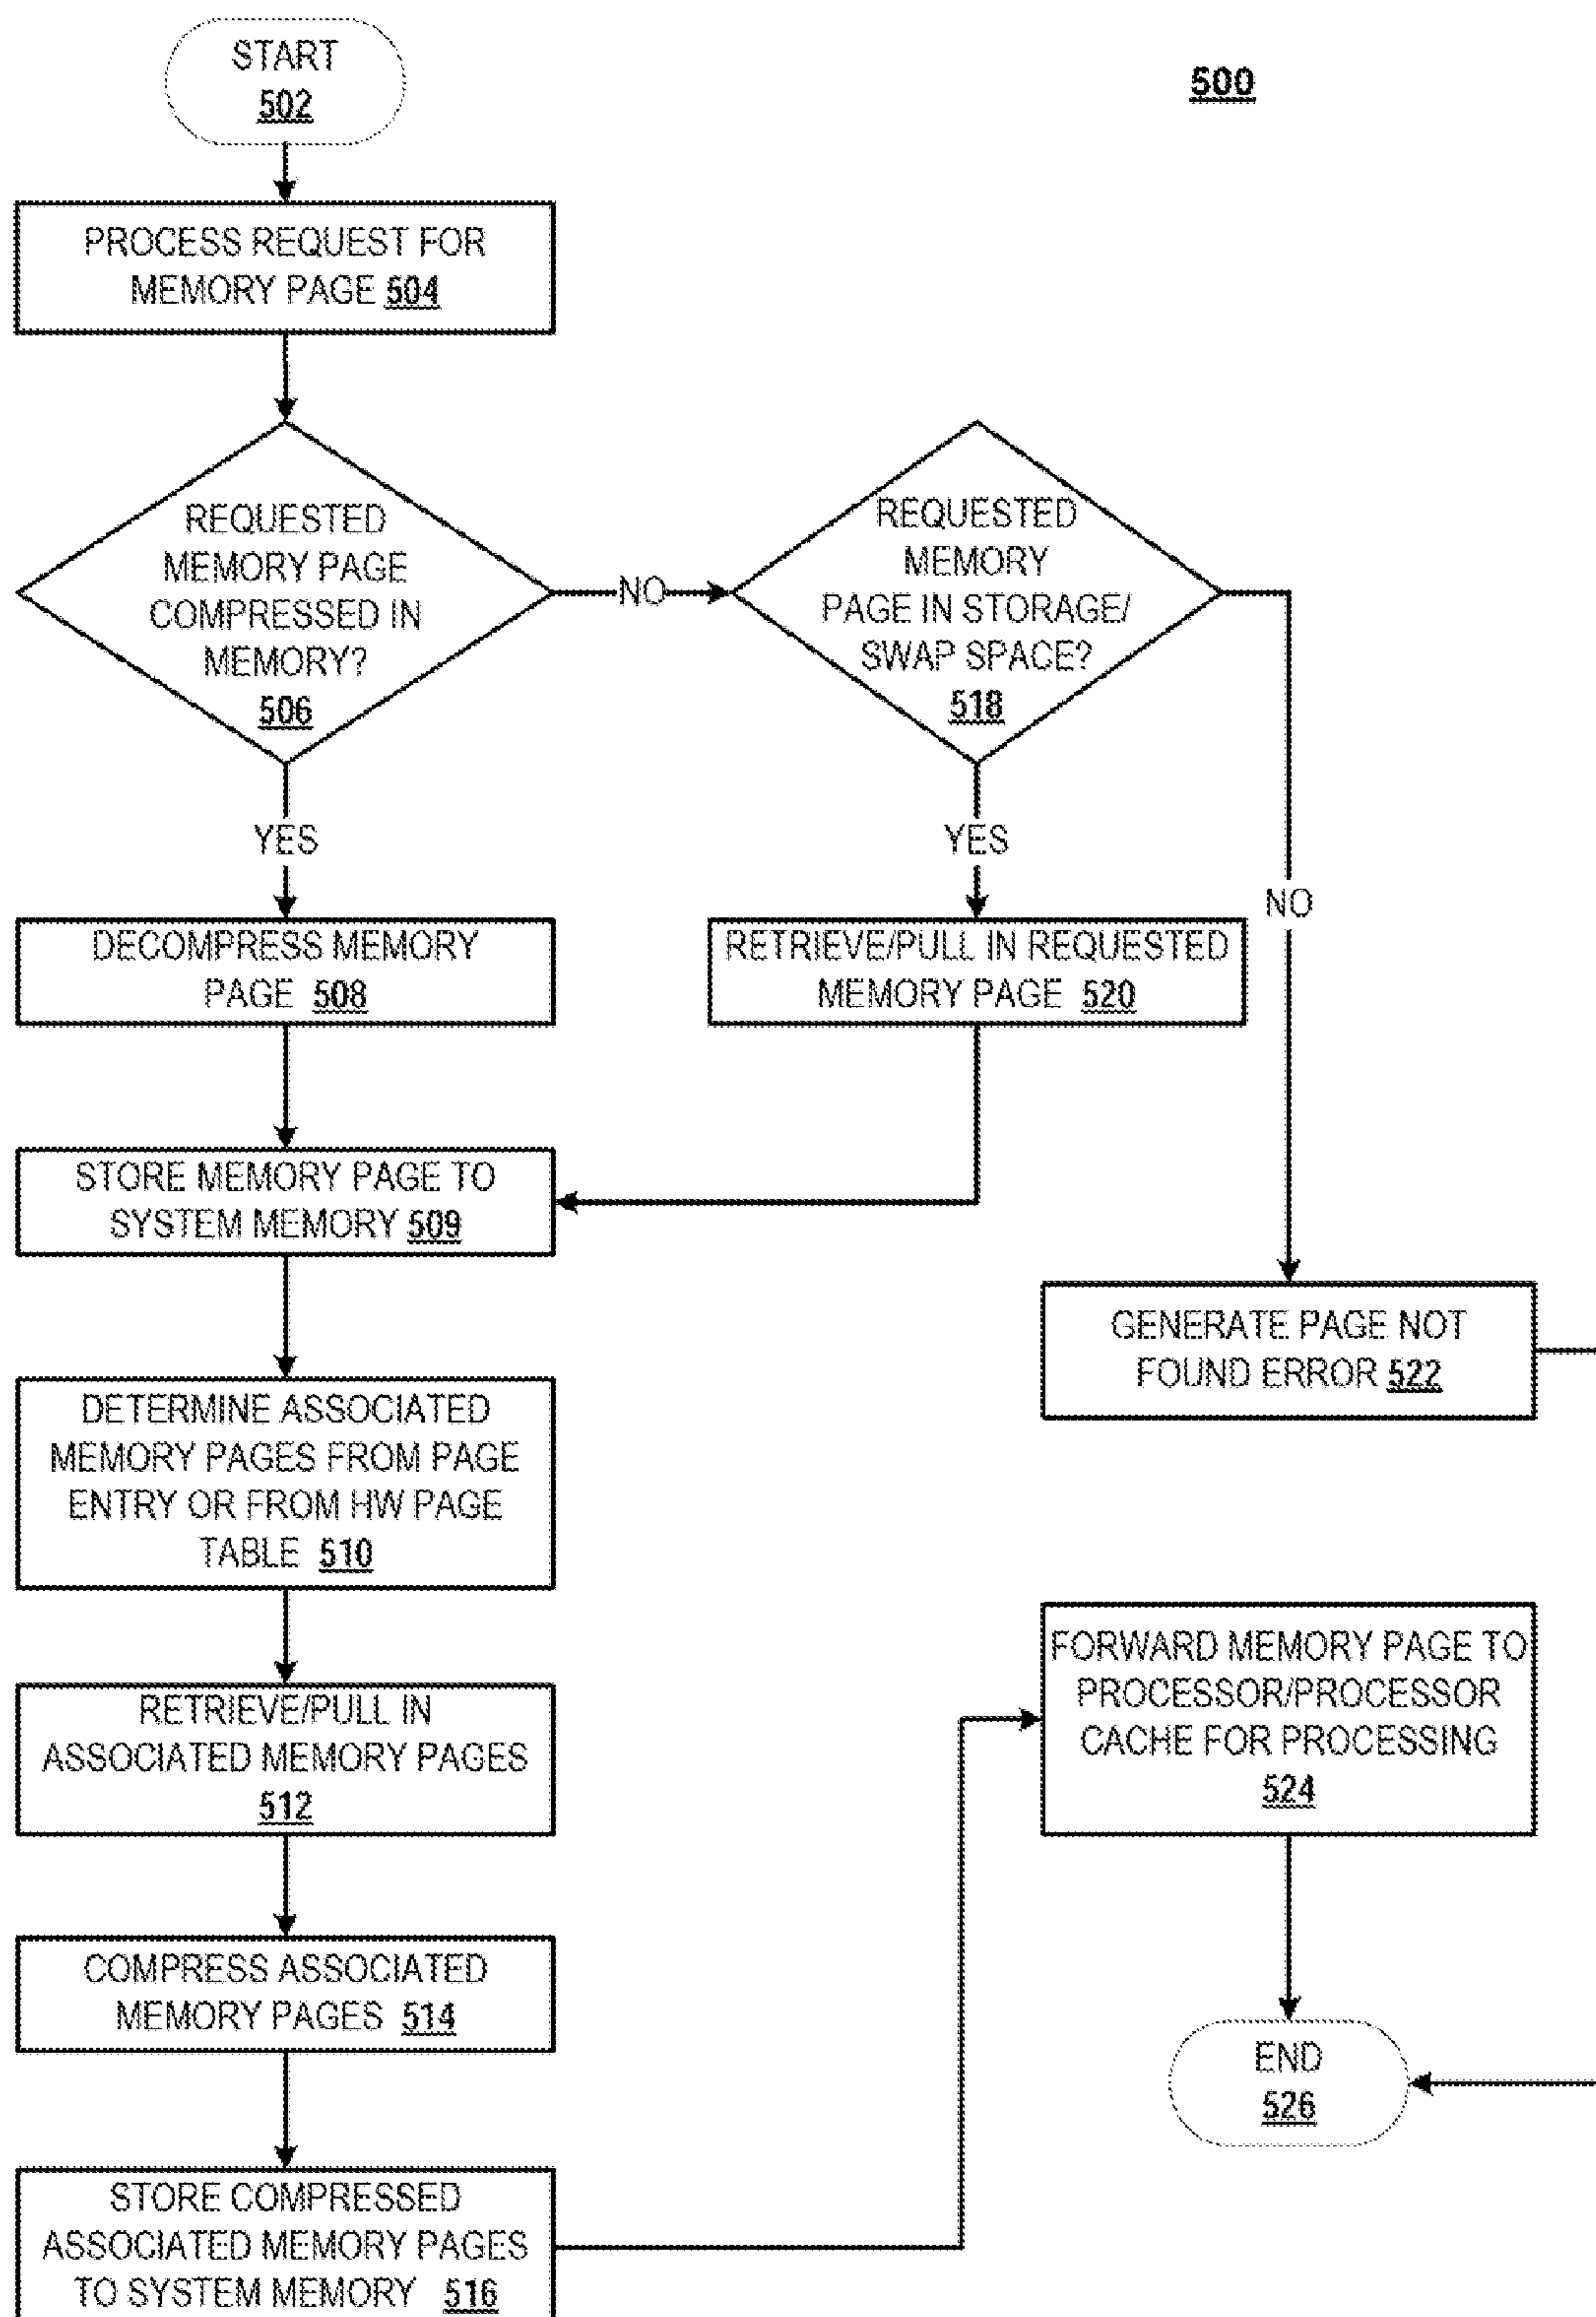 START
502
500
PROCESS REQUEST FOR
MEMORY PAGE 504
REQUESTED
MEMORY PAGE
COMPRESSED IN
MEMORY?
506
NO
REQUESTED
MEMORY
PAGE IN STORAGE/
SWAP SPACE?
518
YES
YES
NO
DECOMPRESS MEMORY
PAGE 508
RETRIEVE/PULL IN REQUESTED
MEMORY PAGE 520
STORE MEMORY PAGE TO
SYSTEM MEMORY 509
GENERATE PAGE NOT
FOUND ERROR 522
DETERMINE ASSOCIATED
MEMORY PAGES FROM PAGE
ENTRY OR FROM HW PAGE
TABLE 510
RETRIEVE/PULL IN
ASSOCIATED MEMORY PAGES
512
FORWARD MEMORY PAGE TO
PROCESSOR/PROCESSOR
CACHE FOR PROCESSING
524
COMPRESS ASSOCIATED
MEMORY PAGES 514
END
526
STORE COMPRESSED
ASSOCIATED MEMORY PAGES
TO SYSTEM MEMORY 516